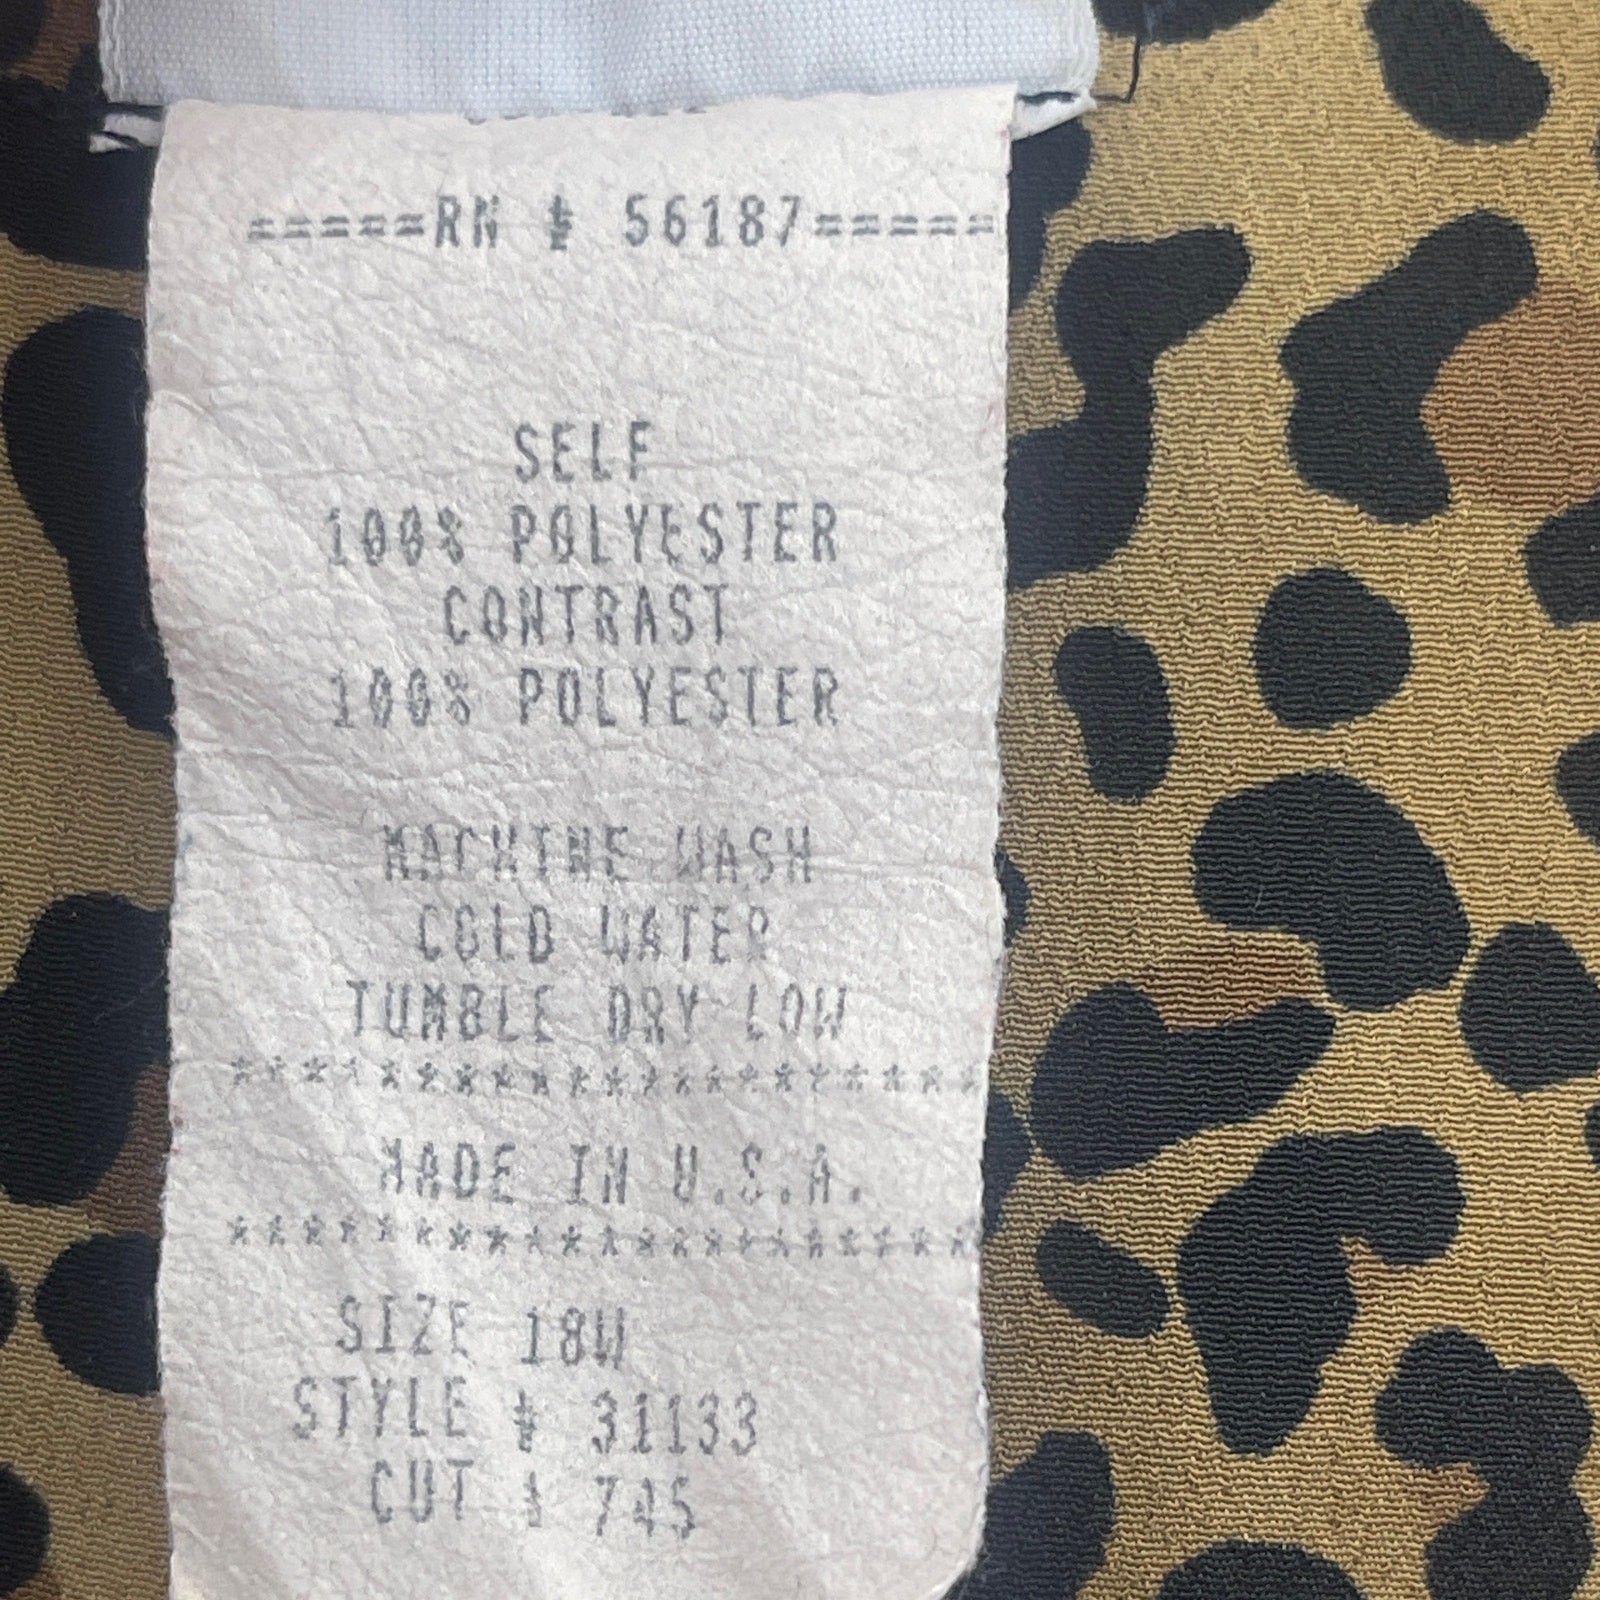 =====RN # 56187=====
SELF
100% POLYESTER
CONTRAST
100% POLYESTER
MACHINE WASH
COLD WATER
TUMBLE DRY LOW
********************
MADE IN U.S.A.
********************
SIZE 18W
STYLE # 31133
CUT # 745